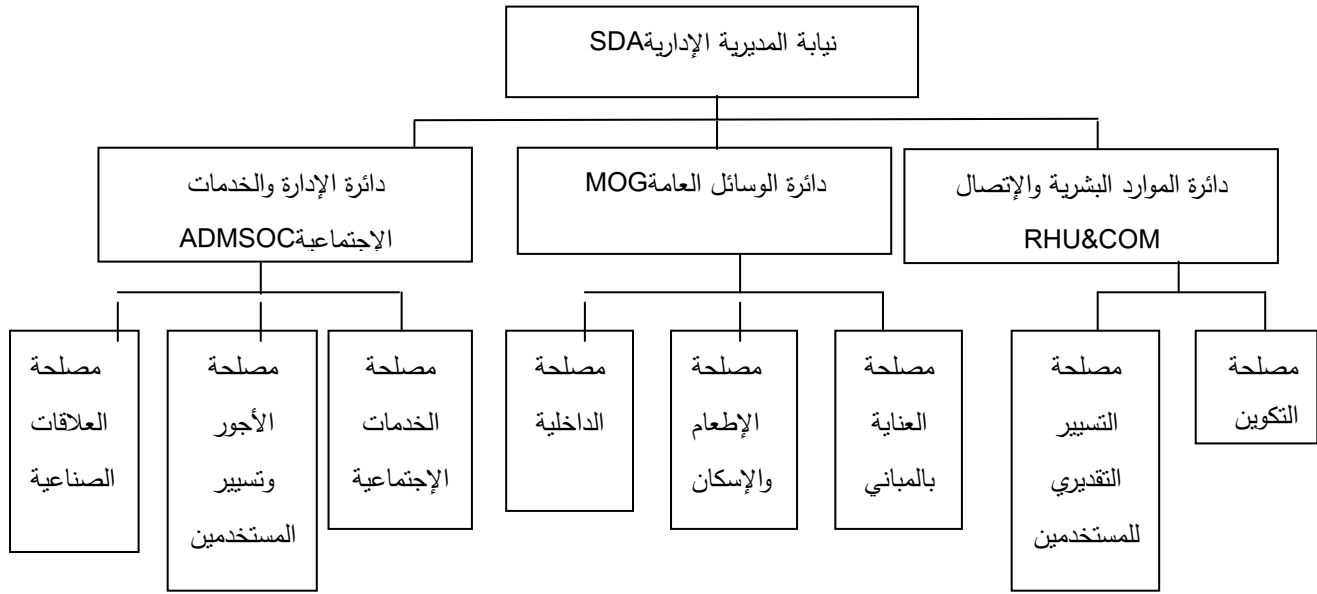 نيابة المديرية الإداريةSDA
دائرة الموارد البشرية والإتصال
RHU&COM
دائرة الوسائل العامةMOG
دائرة الإدارة والخدمات
الإجتماعيةADMSOC
مصلحة
التكوين
مصلحة
التسيير
التقديري
للمستخدمين
مصلحة
العناية
بالمباني
مصلحة
الإطعام
والإسكان
مصلحة
الداخلية
مصلحة
الخدمات
الإجتماعية
مصلحة
الأجور
وتسيير
المستخدمين
مصلحة
العلاقات
الصناعية